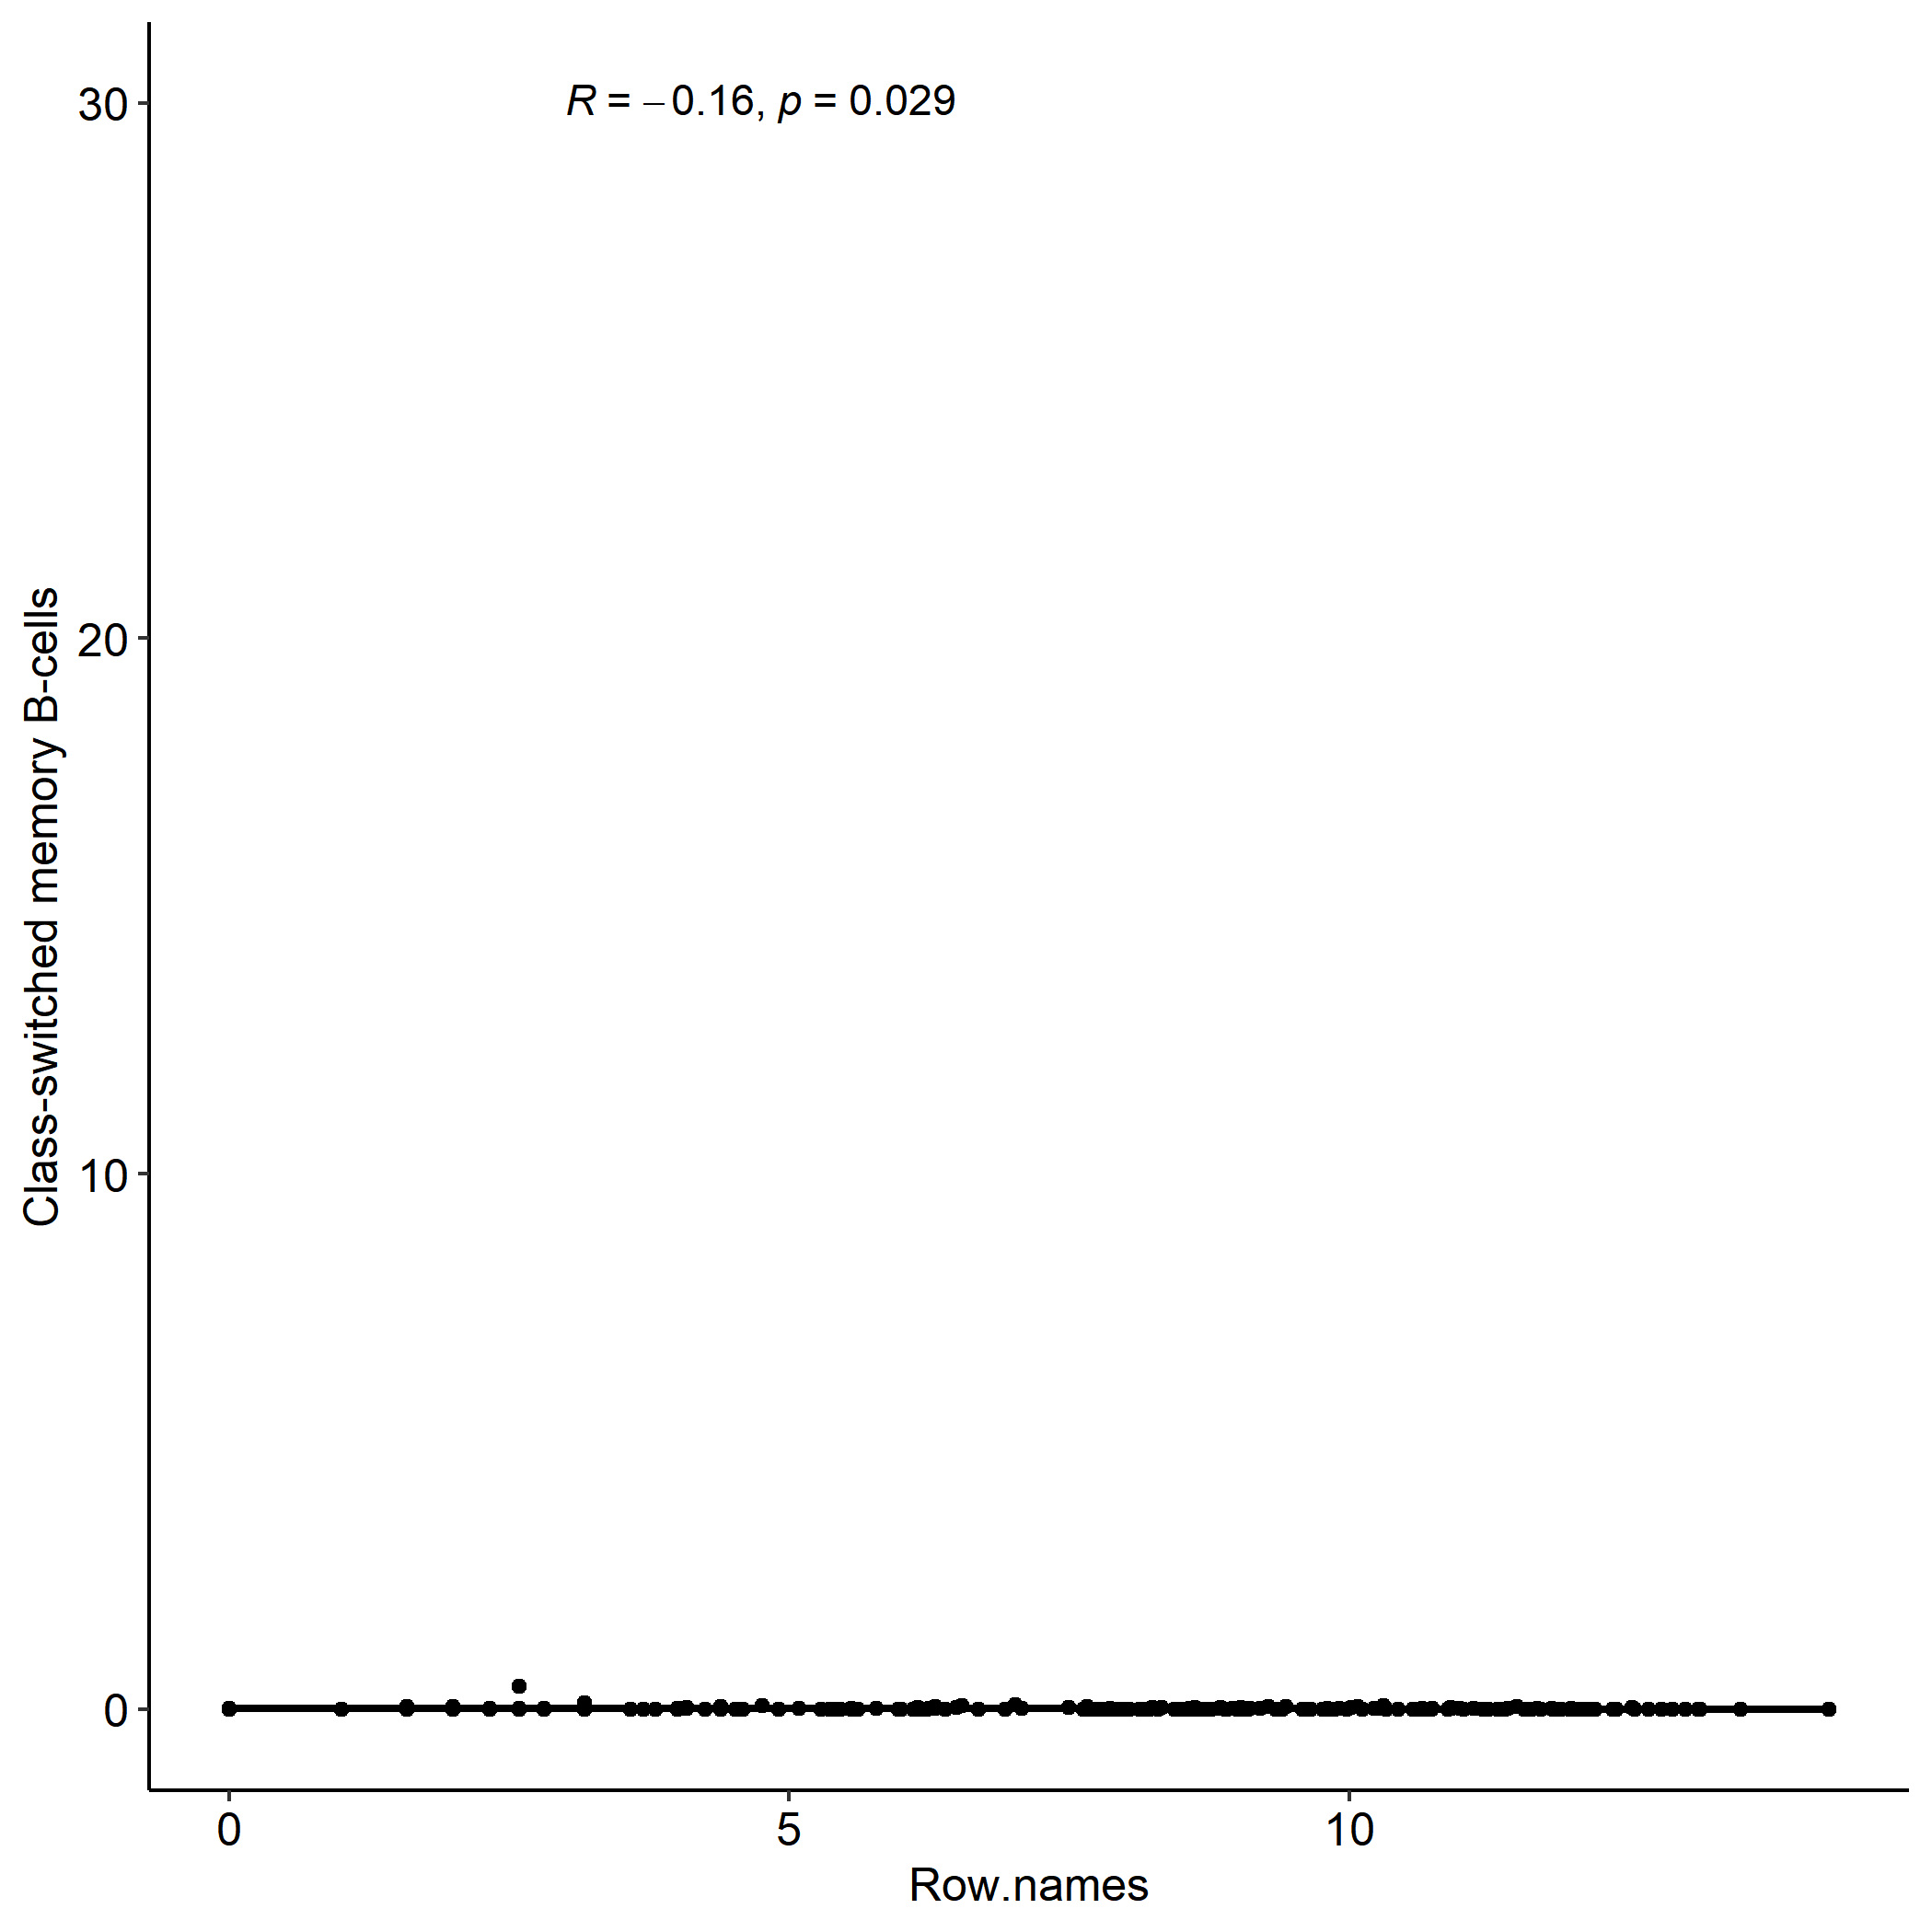 R = −0.16, p = 0.029
30
20
10
0
Class-switched memory B-cells
0 5 10
Row.names